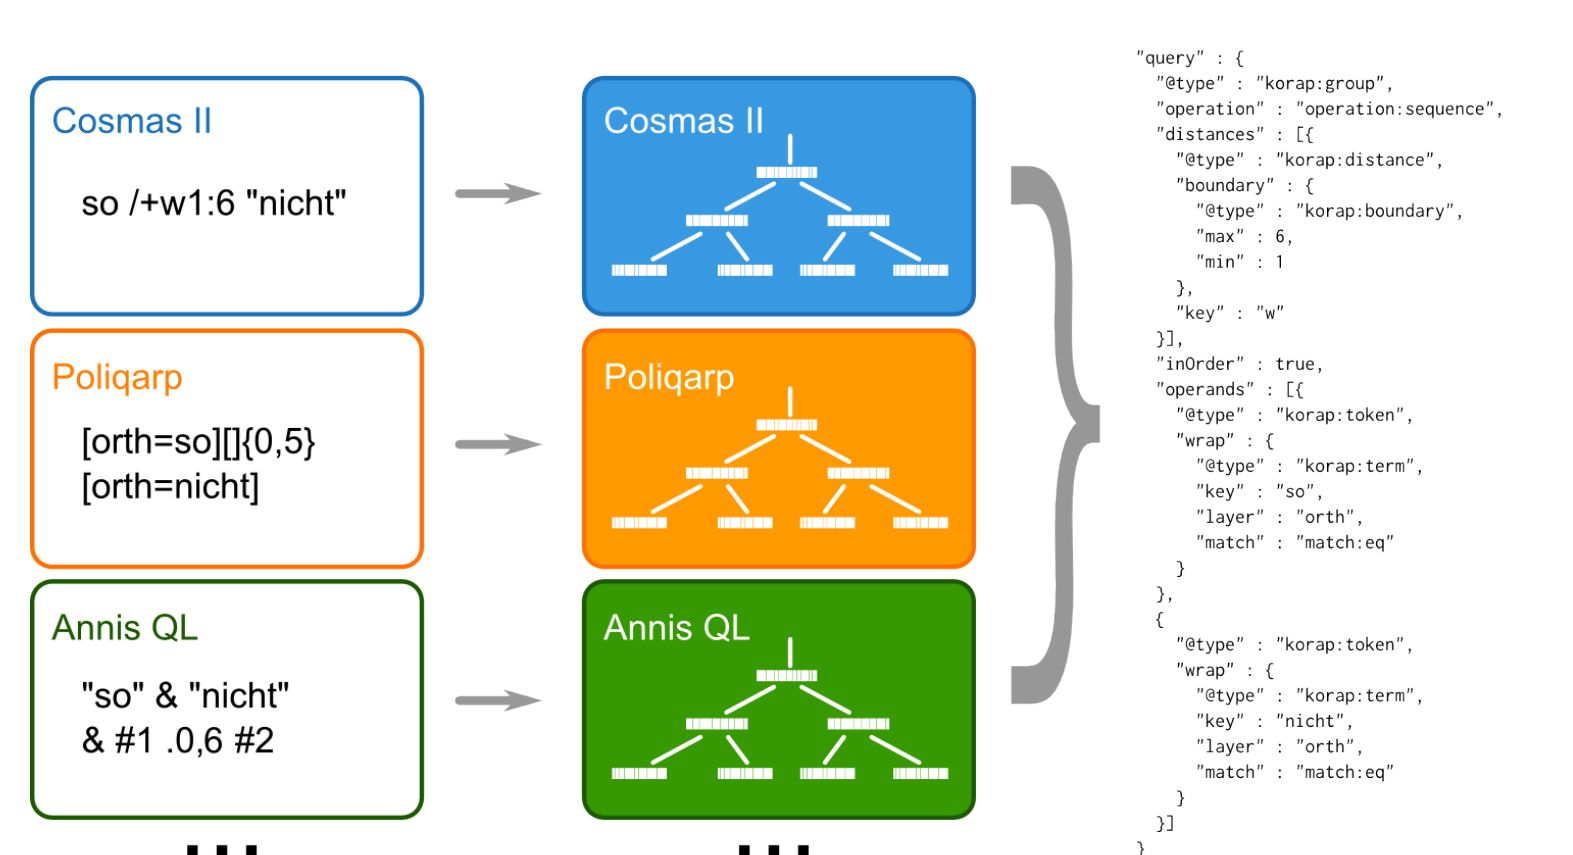 Cosmas II
so /+w1:6 "nicht"
Poliqarp
[orth=so][]{0,5}
[orth=nicht]
Annis QL
"so" & "nicht"
& #1 .0,6 #2
...
Cosmas II
Poliqarp
Annis QL
...
"query" : {
"@type" : "korap:group",
"operation" : "operation:sequence",
"distances" : [{
"@type" : "korap:distance",
"boundary" : {
"@type" : "korap:boundary",
"max" : 6,
"min" : 1
},
"key" : "w"
}],
"inOrder" : true,
"operands" : [{
"@type" : "korap:token",
"wrap" : {
"@type" : "korap:term",
"key" : "so",
"layer" : "orth",
"match" : "match:eq"
}
},
{
"@type" : "korap:token",
"wrap" : {
"@type" : "korap:term",
"key" : "nicht",
"layer" : "orth",
"match" : "match:eq"
}
}]
}